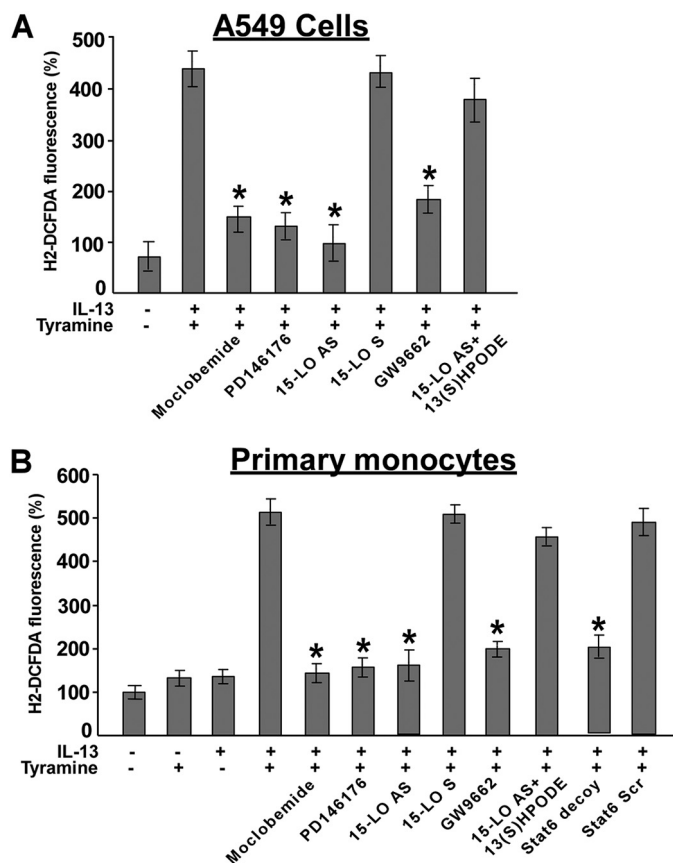 A
A549 Cells
H2-DCFDA fluorescence (%)
400
300
200
100
0
* * * *
IL-13 - + + + + + + +
Tyramine - + + + + + + +
Moclobemide
PD146176
15-LO AS
15-LO S
GW9662
15-LO AS+
13(S)HPODE
B
Primary monocytes
H2-DCFDA fluorescence (%)
600
500
400
300
200
100
0
* * * * *
IL-13 - - + + + + + + + + + +
Tyramine - + - + + + + + + + + +
Moclobemide
PD146176
15-LO AS
15-LO S
GW9662
15-LO AS+
13(S)HPODE
Stat6 decoy
Stat6 Scr